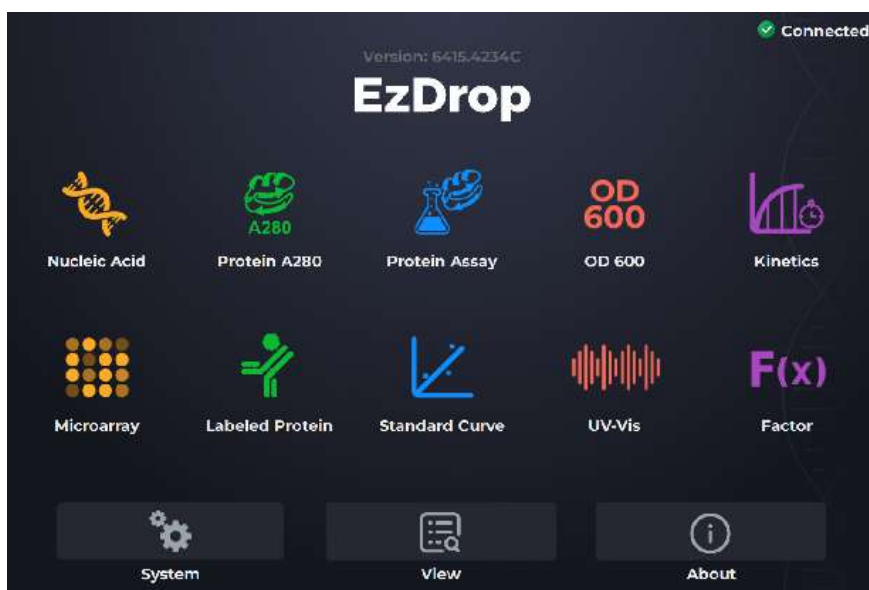 Connected
Version: 6415.4234C
EzDrop
A280
OD
600
Nucleic Acid
Protein A280
Protein Assay
OD 600
Kinetics
F(x)
Microarray
Labeled Protein
Standard Curve
UV-Vis
Factor
System
View
About